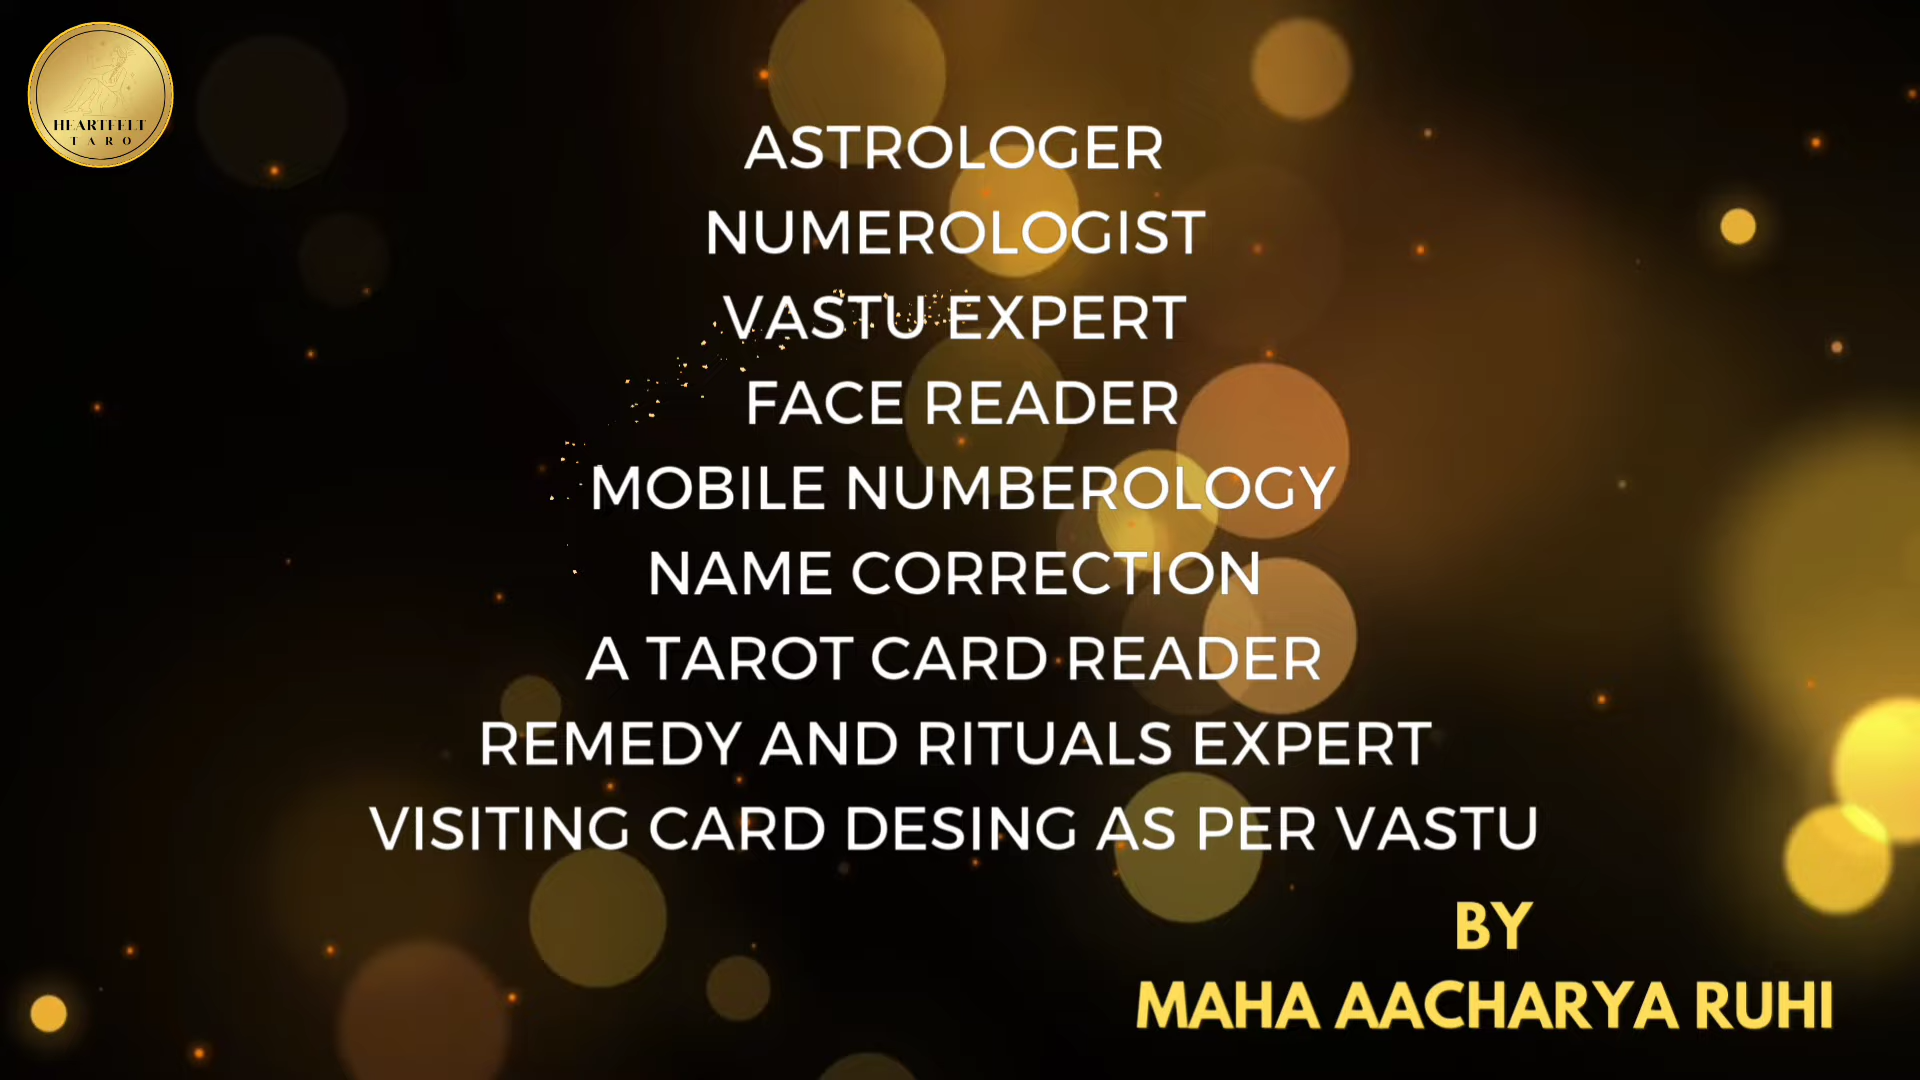 HEARTFELT
TARO
ASTROLOGER
NUMEROLOGIST
VASTU EXPERT
FACE READER
MOBILE NUMBEROLOGY
NAME CORRECTION
A TAROT CARD READER
REMEDY AND RITUALS EXPERT
VISITING CARD DESING AS PER VASTU
BY
MAHA AACHARYA RUHI